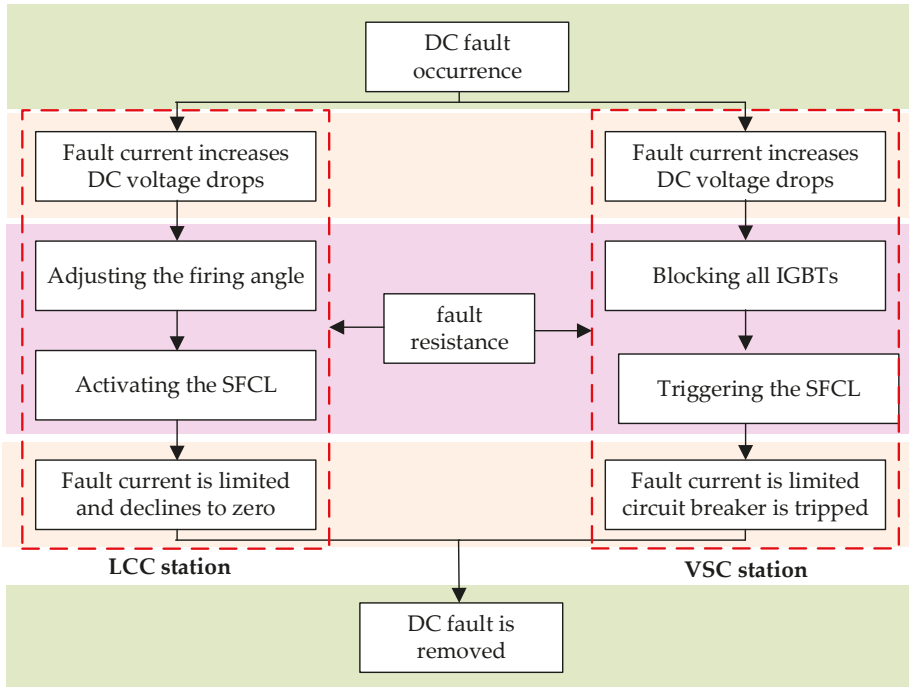 DC fault
occurrence
Fault current increases
DC voltage drops
Fault current increases
DC voltage drops
Adjusting the firing angle
Blocking all IGBTs
fault
resistance
Activating the SFCL
Triggering the SFCL
Fault current is limited
and declines to zero
Fault current is limited
circuit breaker is tripped
LCC station
VSC station
DC fault is
removed